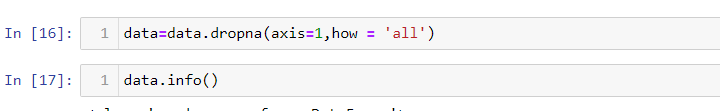 In [16]: 1 data=data.dropna(axis=1,how = 'all')
In [17]: 1 data.info()